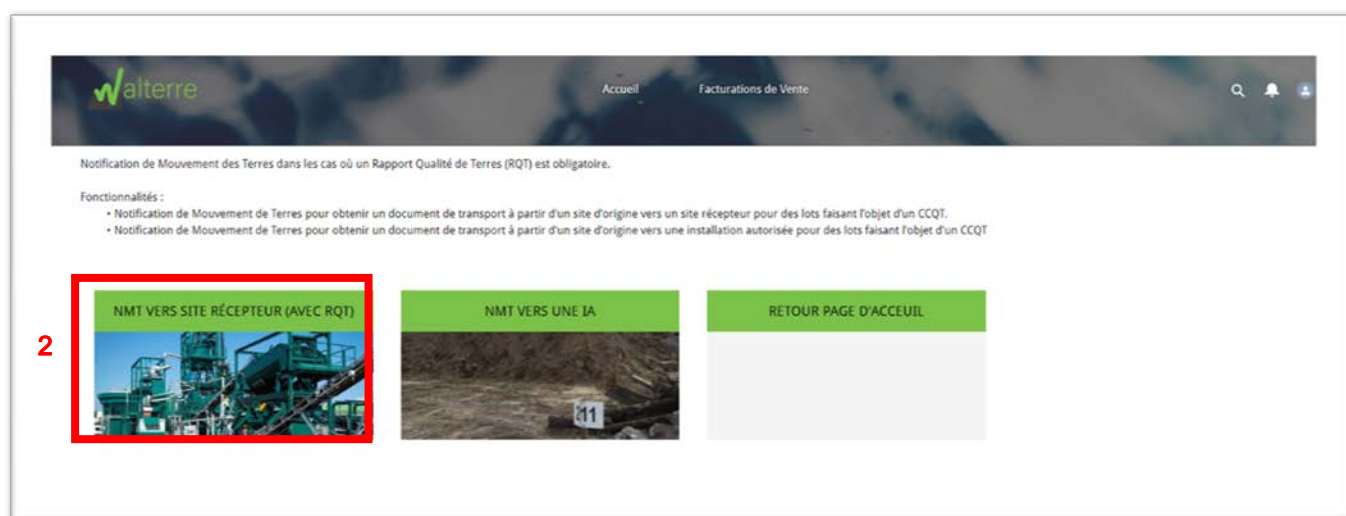 Walterre
Accueil Facturations de Vente
Notification de Mouvement des Terres dans les cas où un Rapport Qualité de Terres (RQT) est obligatoire.
Fonctionnalités :
• Notification de Mouvement de Terres pour obtenir un document de transport à partir d'un site d'origine vers un site récepteur pour des lots faisant l'objet d'un CCQT.
• Notification de Mouvement de Terres pour obtenir un document de transport à partir d'un site d'origine vers une installation autorisée pour des lots faisant l'objet d'un CCQT
2
NMT VERS SITE RÉCEPTEUR (AVEC RQT)
NMT VERS UNE IA
11
RETOUR PAGE D'ACCEUIL